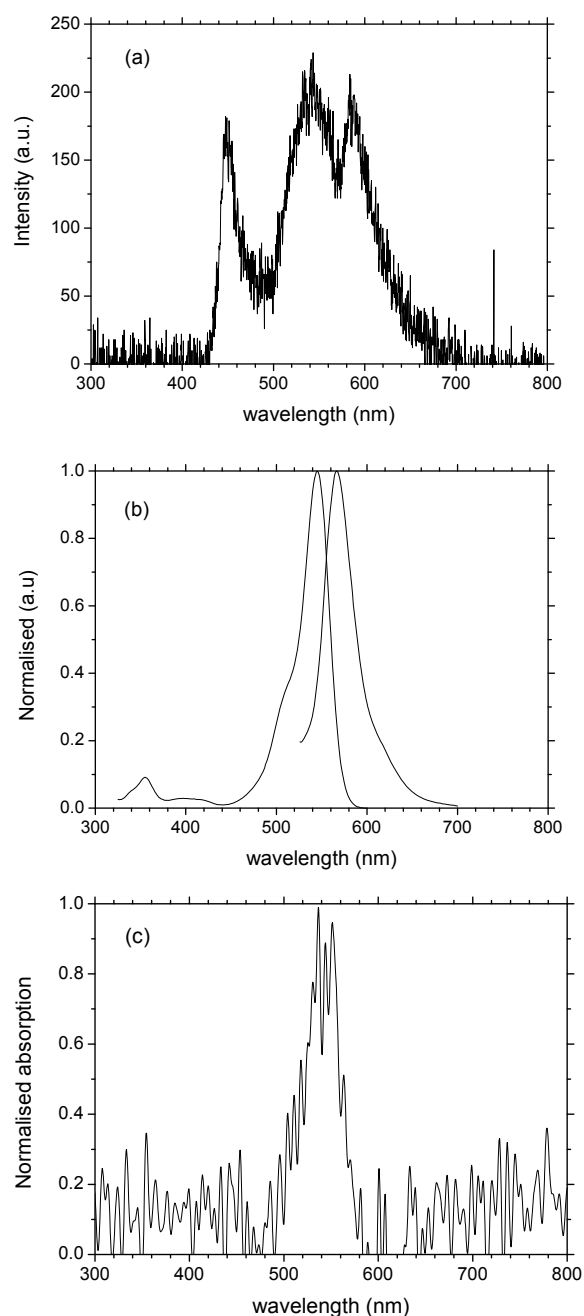 (a)
250
200
150
100
50
0
Intensity (a.u.)
300 400 500 600 700 800
wavelength (nm)
(b)
1.0
0.8
0.6
0.4
0.2
0.0
Normalised (a.u)
300 400 500 600 700 800
wavelength (nm)
(c)
1.0
0.8
0.6
0.4
0.2
0.0
Normalised absorption
300 400 500 600 700 800
wavelength (nm)